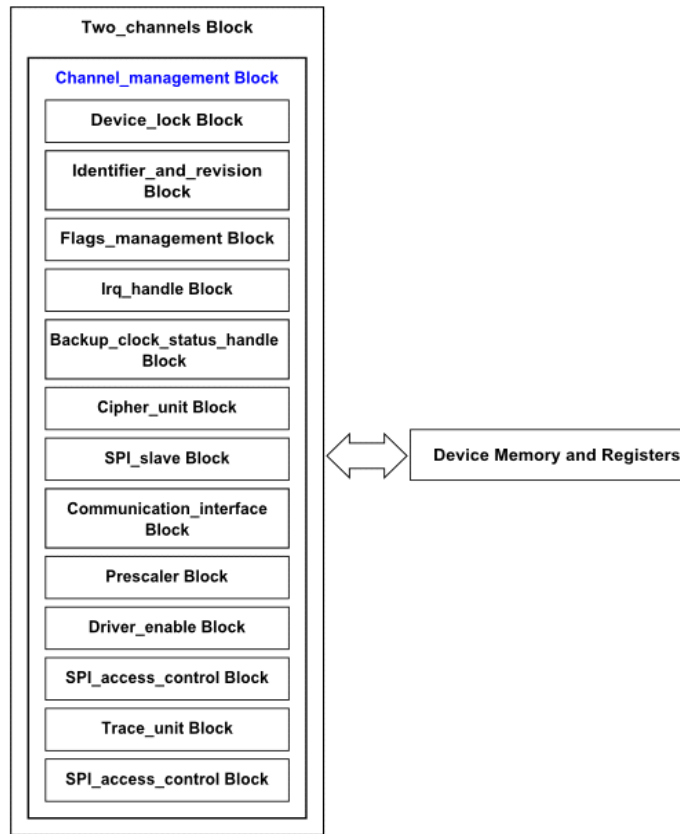 Two_channels Block
Channel_management Block
Device_lock Block
Identifier_and_revision
Block
Flags_management Block
Irq_handle Block
Backup_clock_status_handle
Block
Cipher_unit Block
SPI_slave Block
Device Memory and Registers
Communication_interface
Block
Prescaler Block
Driver_enable Block
SPI_access_control Block
Trace_unit Block
SPI_access_control Block